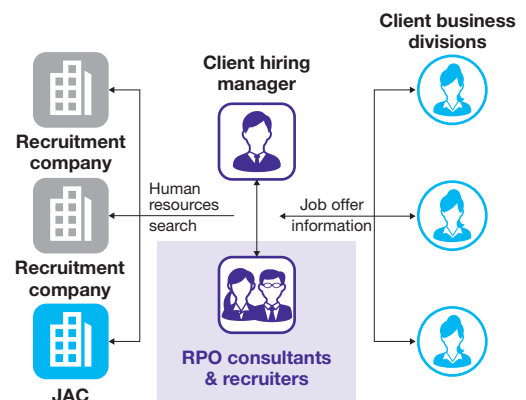 Client business
divisions
Client hiring
manager
Recruitment
company
Human
resources
search
Job offer
information
Recruitment
company
RPO consultants
& recruiters
JAC